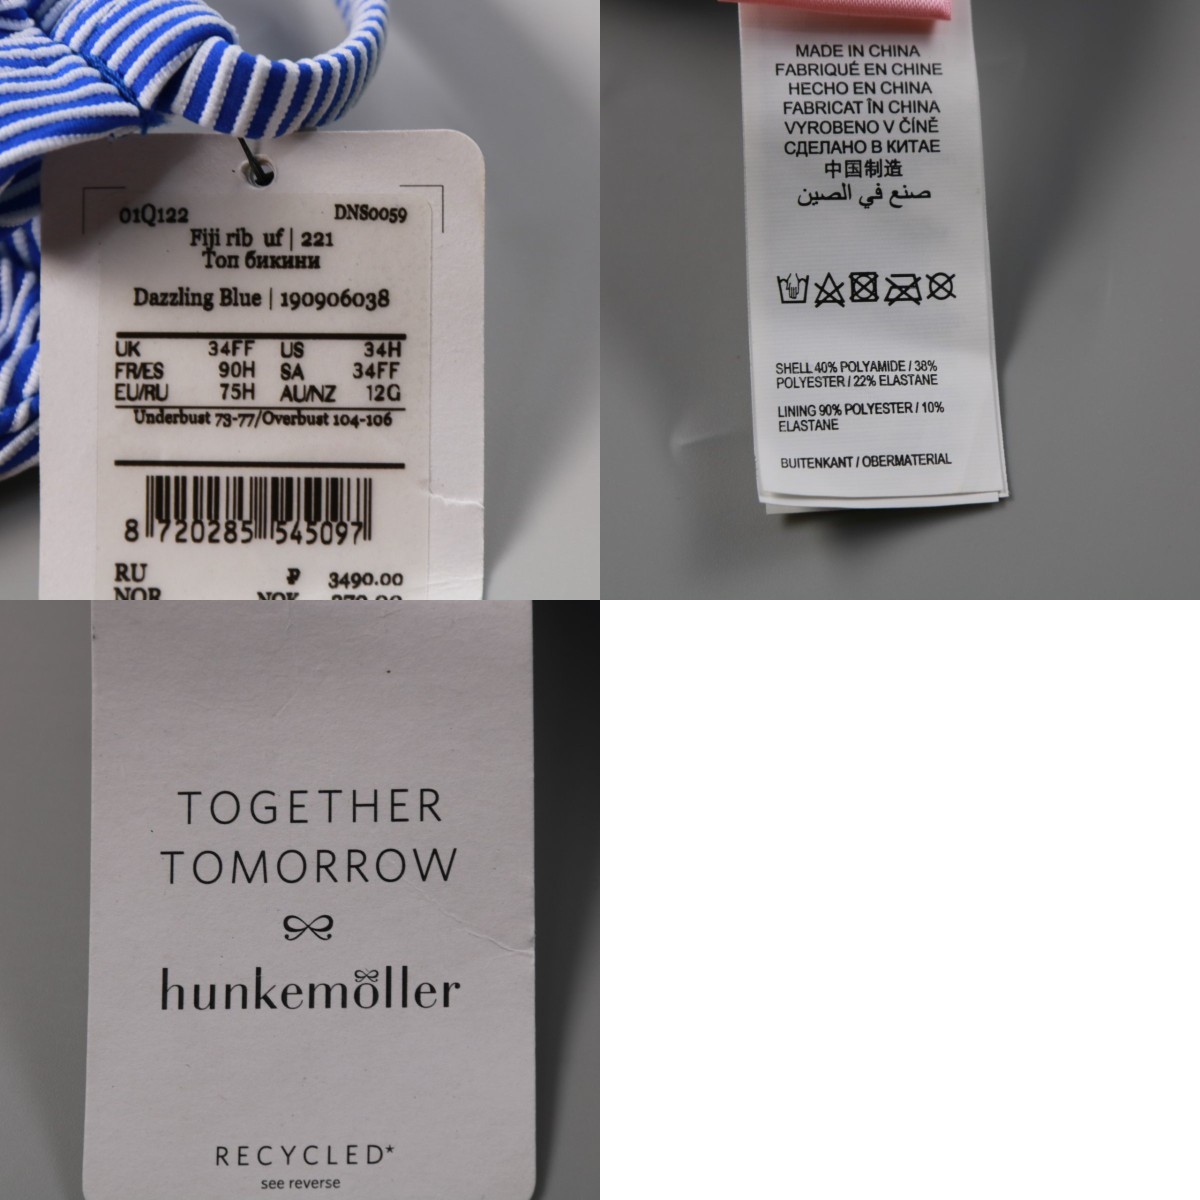 01Q122 DNS0059
Fiji rib uf | 221
Топ бикини
Dazzling Blue | 190906038
UK 34FF US 34H
FR/ES 90H SA 34FF
EU/RU 75H AU/NZ 12G
Underbust 73-77/Overbust 104-106
8 720285 545097
RU ₽ 3490.00
NOR NOK
MADE IN CHINA
FABRIQUÉ EN CHINE
HECHO EN CHINA
FABRICAT ÎN CHINA
VYROBENO V ČÍNĚ
СДЕЛАНО В КИТАЕ
中国制造
صنع في الصين
SHELL 40% POLYAMIDE / 38%
POLYESTER / 22% ELASTANE
LINING 90% POLYESTER / 10%
ELASTANE
BUITENKANT / OBERMATERIAL
TOGETHER
TOMORROW
hunkemöller
RECYCLED*
see reverse